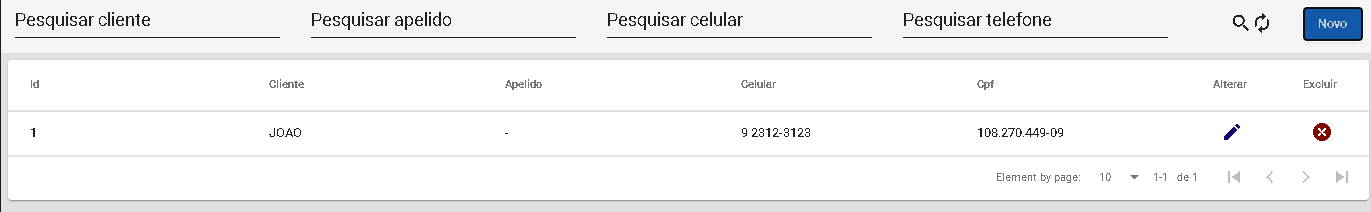 Pesquisar cliente Pesquisar apelido Pesquisar celular Pesquisar telefone Novo
Id Cliente Apelido Celular Cpf Alterar Excluir
1 JOAO - 9 2312-3123 108.270.449-09
Element by page: 10 1-1 de 1